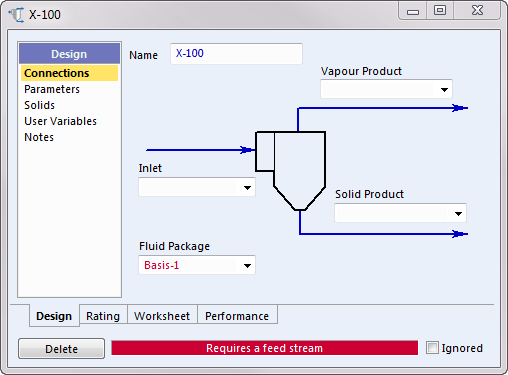 X-100
Design
Connections
Parameters
Solids
User Variables
Notes
Name
X-100
Vapour Product
Inlet
Solid Product
Fluid Package
Basis-1
Design
Rating
Worksheet
Performance
Delete
Requires a feed stream
Ignored